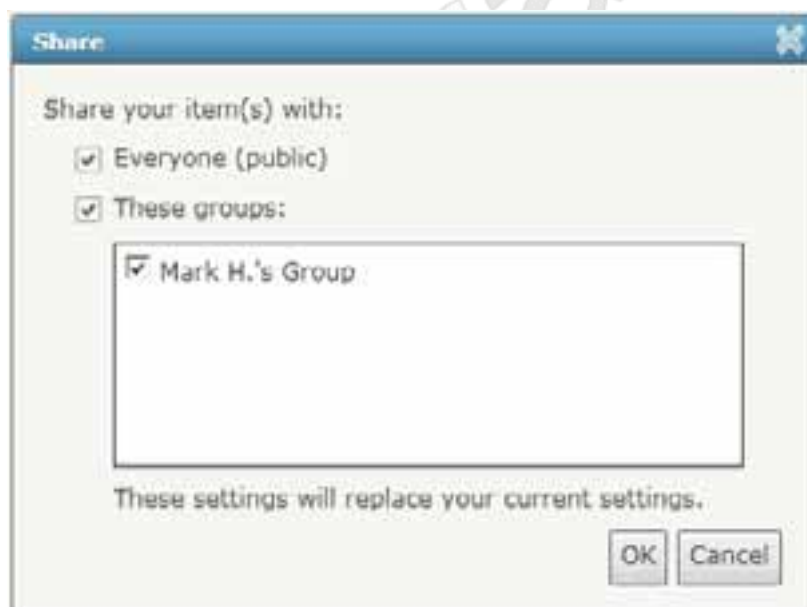 Share
Share your item(s) with:
Everyone (public)
These groups:
Mark H.'s Group
These settings will replace your current settings.
OK Cancel